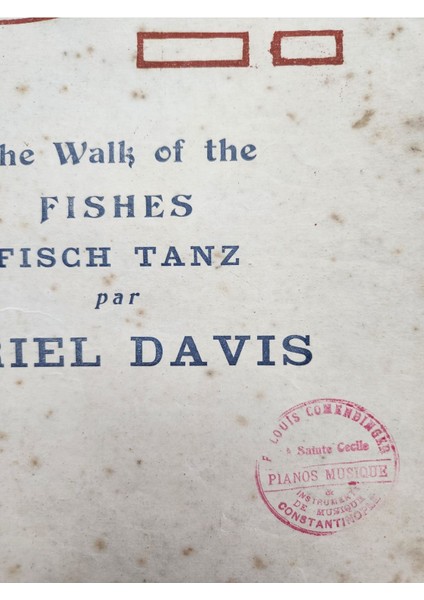 he Walk of the
FISHES
FISCH TANZ
par
RIEL DAVIS
F. LOUIS COMENDINGER
à Sainte Cecile
PIANOS MUSIQUE
&
INSTRUMENTS
DE MUSIQUE
CONSTANTINOPLE